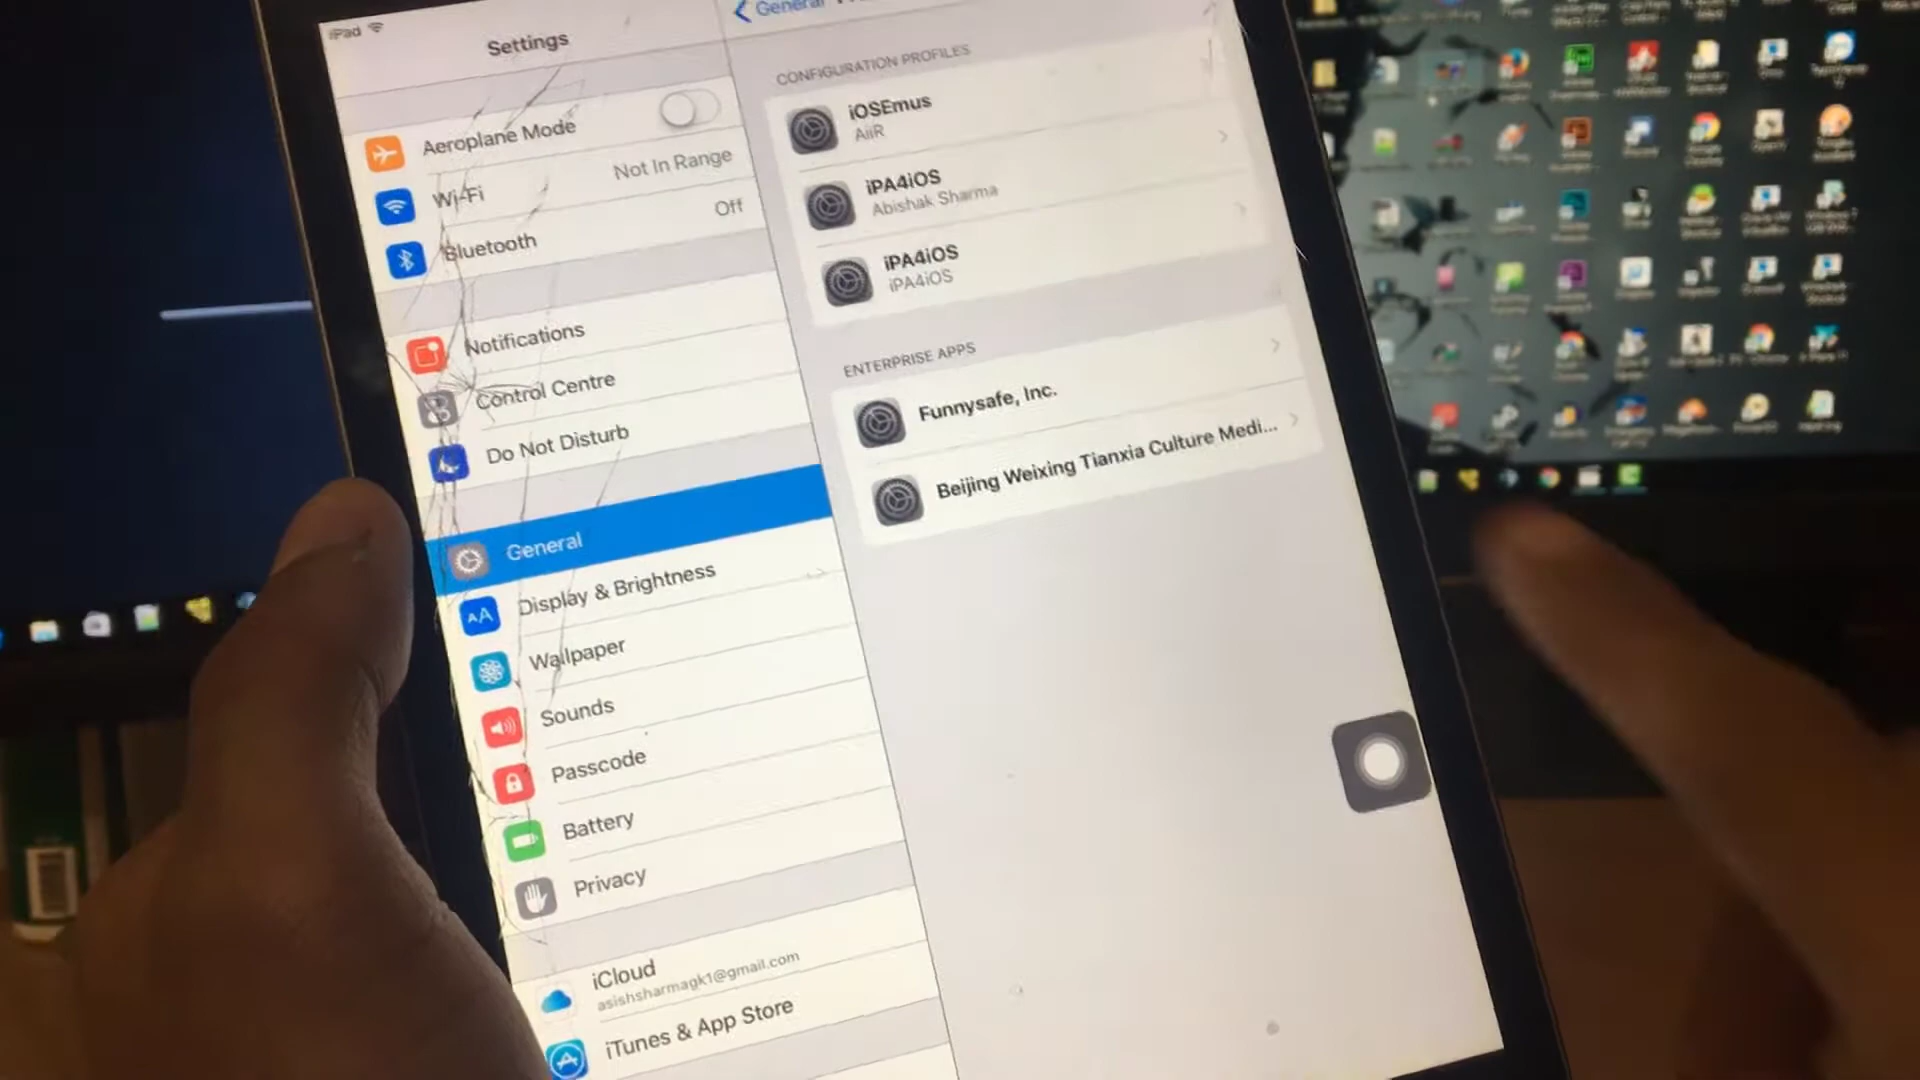 iPad
Settings
Aeroplane Mode
Wi-Fi
Not In Range
Bluetooth
Off
Notifications
Control Centre
Do Not Disturb
General
Display & Brightness
AA
Wallpaper
Sounds
Passcode
Battery
Privacy
iCloud
asishsharmagk1@gmail.com
iTunes & App Store
General
CONFIGURATION PROFILES
iOSEmus
AiiR
iPA4iOS
Abishak Sharma
iPA4iOS
iPA4iOS
ENTERPRISE APPS
Funnysafe, Inc.
Beijing Weixing Tianxia Culture Medi...